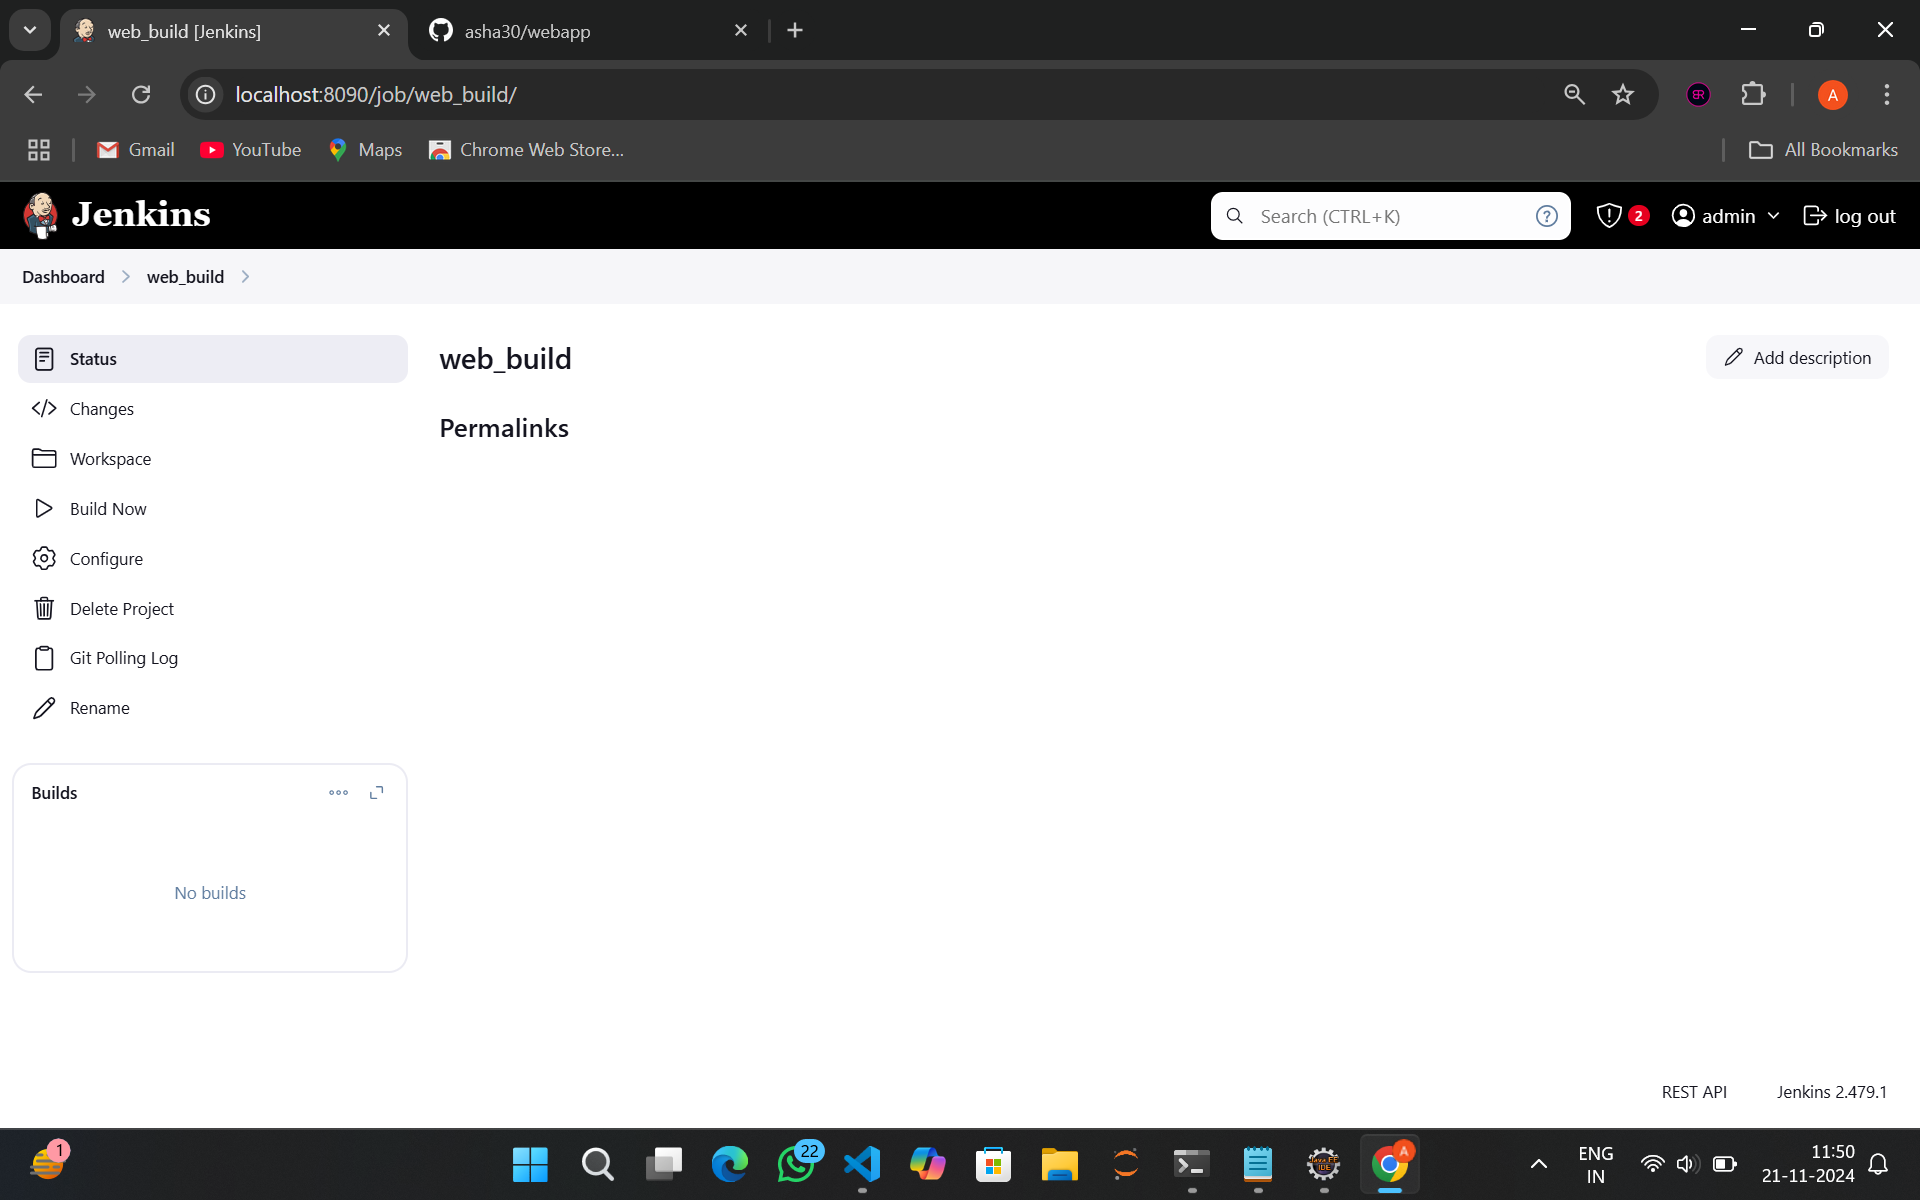 web_build [Jenkins]
asha30/webapp
localhost:8090/job/web_build/
A
Gmail
YouTube
Maps
Chrome Web Store...
All Bookmarks
Jenkins
Search (CTRL+K)
2
admin
log out
Dashboard
web_build
Status
web_build
Add description
Changes
Permalinks
Workspace
Build Now
Configure
Delete Project
Git Polling Log
Rename
Builds
No builds
REST API
Jenkins 2.479.1
1
22
Java EE
IDE
A
ENG
IN
11:50
21-11-2024